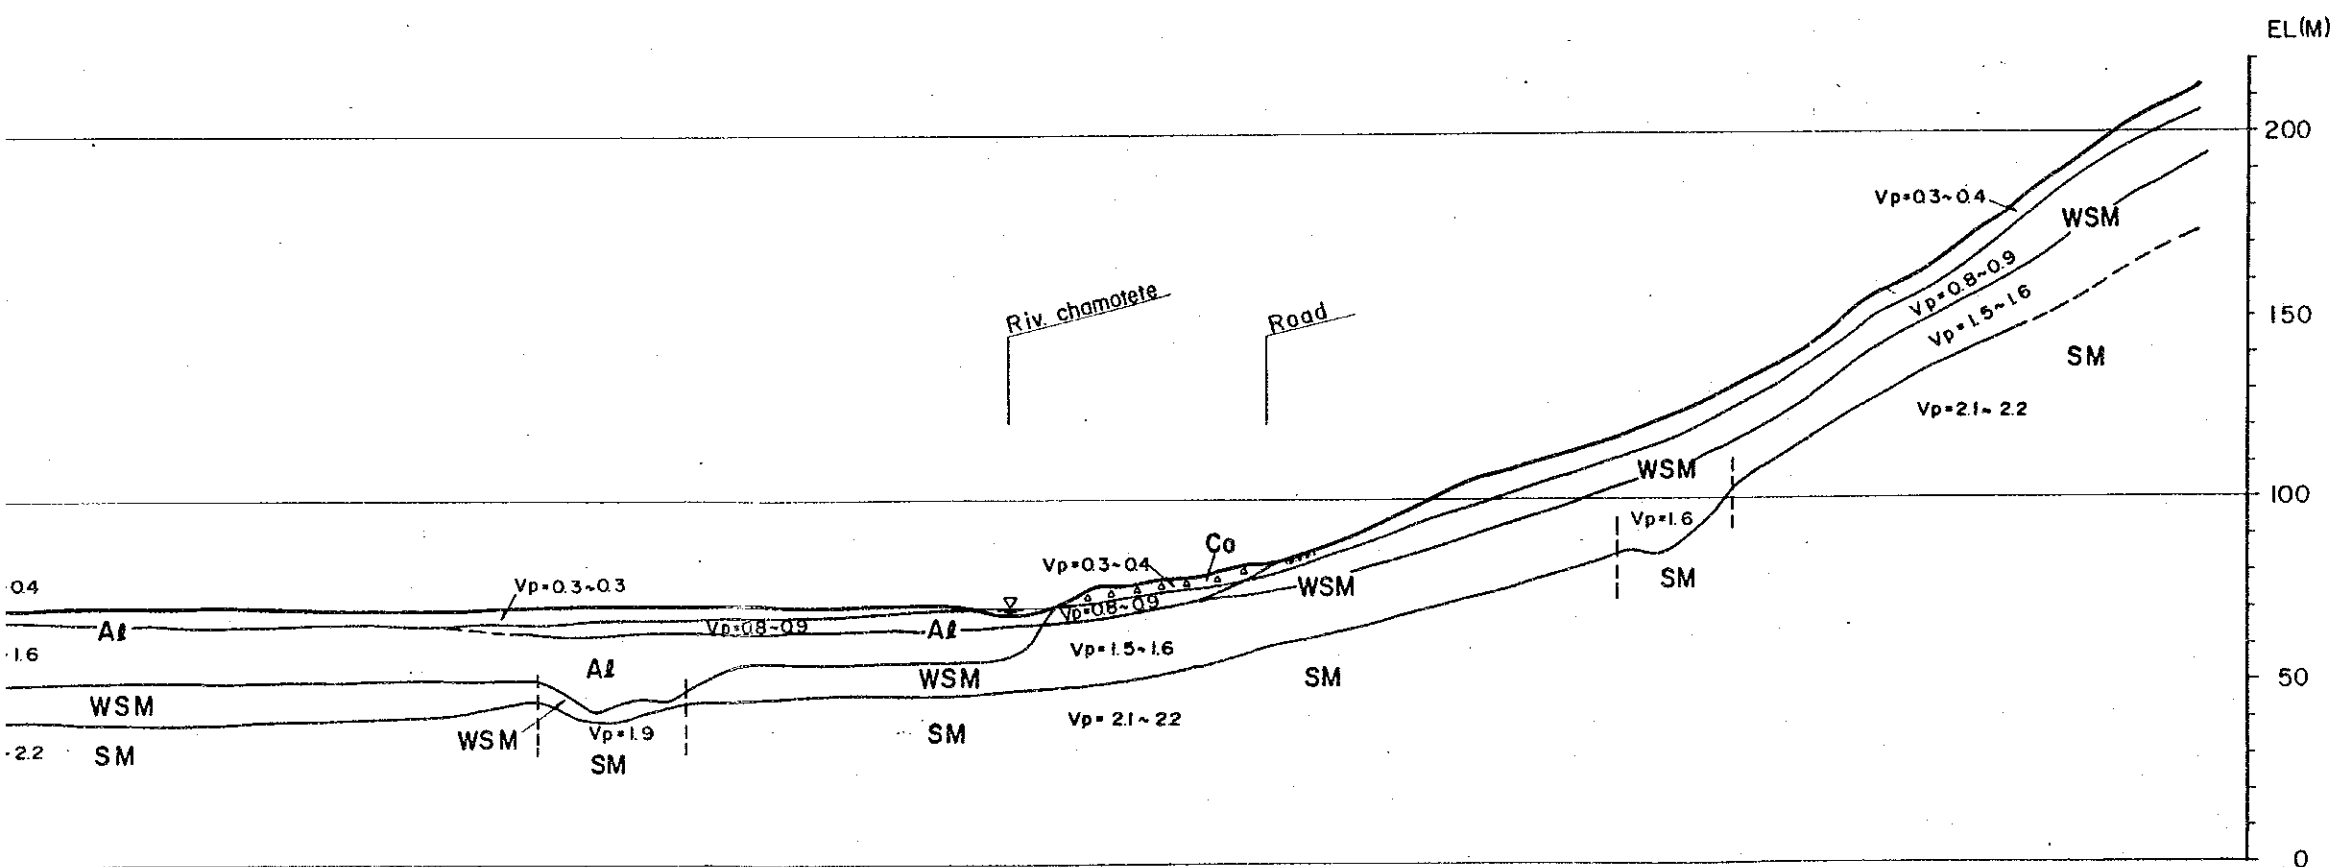 EL(M)
200
Vp=0.3~0.4
WSM
Vp=0.8~0.9
Riv. chamotete
Road
Vp=1.5~1.6
150
SM
Vp=2.1~2.2
WSM
100
Vp=1.6
Co
Vp=0.3~0.4
SM
·0.4
Vp=0.3~0.3
WSM
Vp=0.8~0.9
Al
Vp=0.8~0.9
Al
·1.6
Al
Vp=1.5~1.6
WSM
SM
50
WSM
Vp=2.1~2.2
WSM
Vp=1.9
SM
·2.2
SM
SM
0